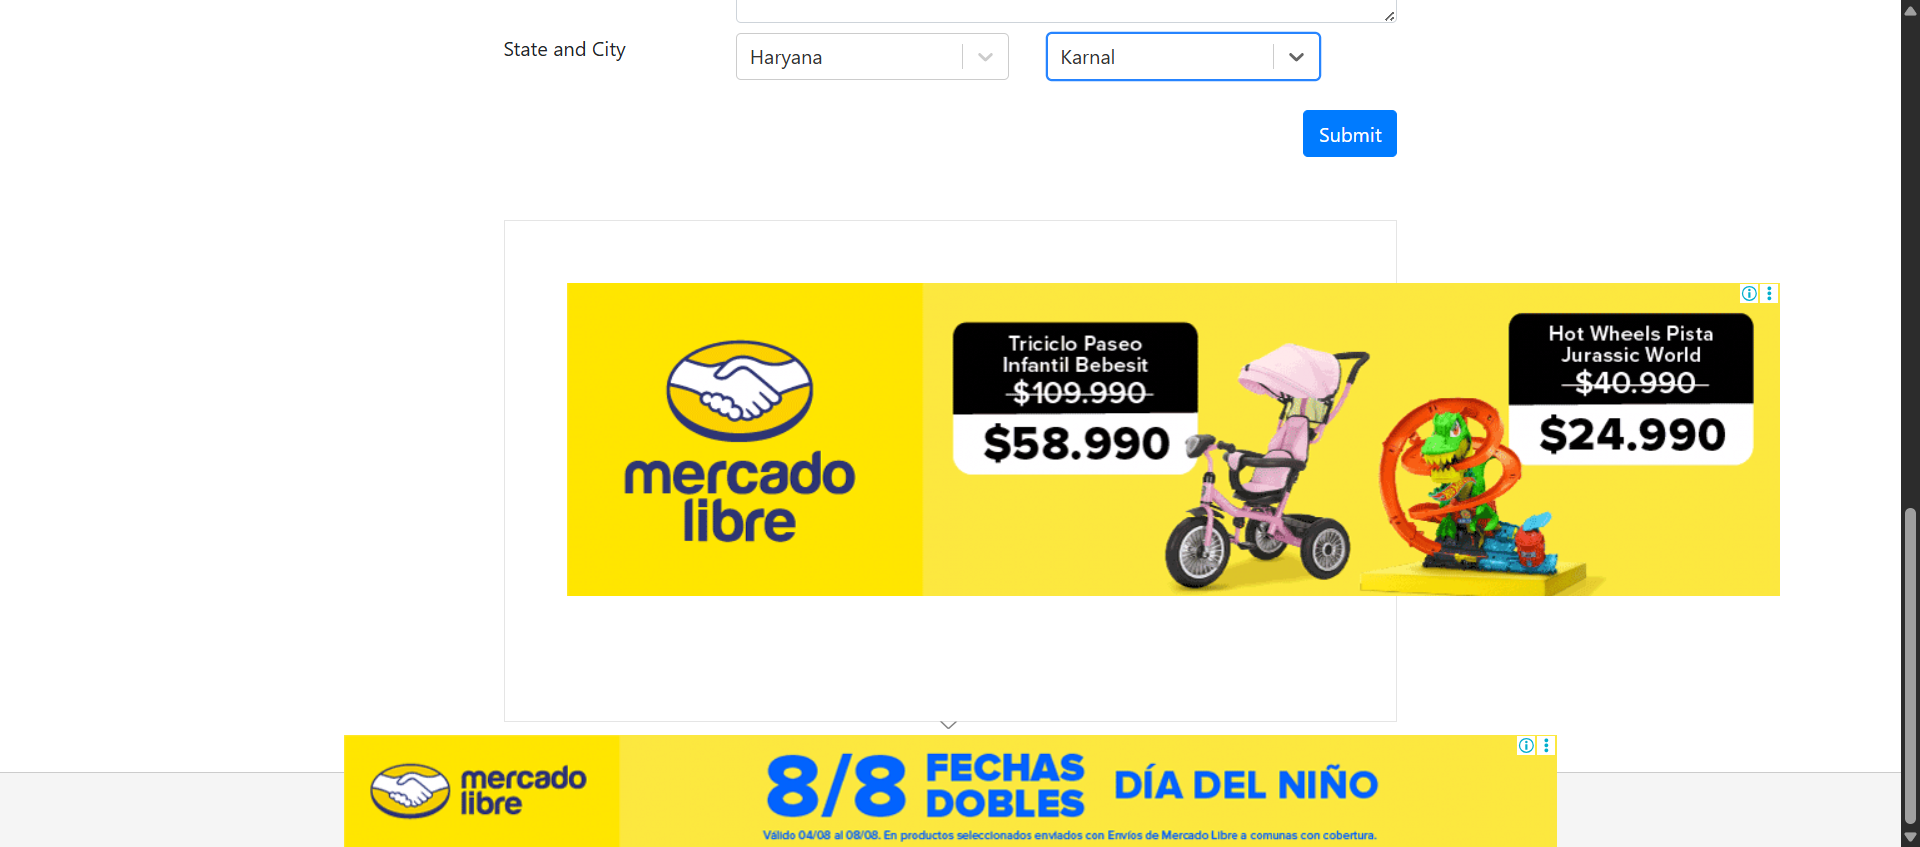 State and City
Haryana
Karnal
Submit
mercado
libre
Triciclo Paseo
Infantil Bebesit
$109.990
$58.990
Hot Wheels Pista
Jurassic World
$40.990
$24.990
mercado
libre
8/8
FECHAS
DOBLES
DÍA DEL NIÑO
Válido 04/08 al 08/08. En productos seleccionados enviados con Envíos de Mercado Libre a comunas con cobertura.